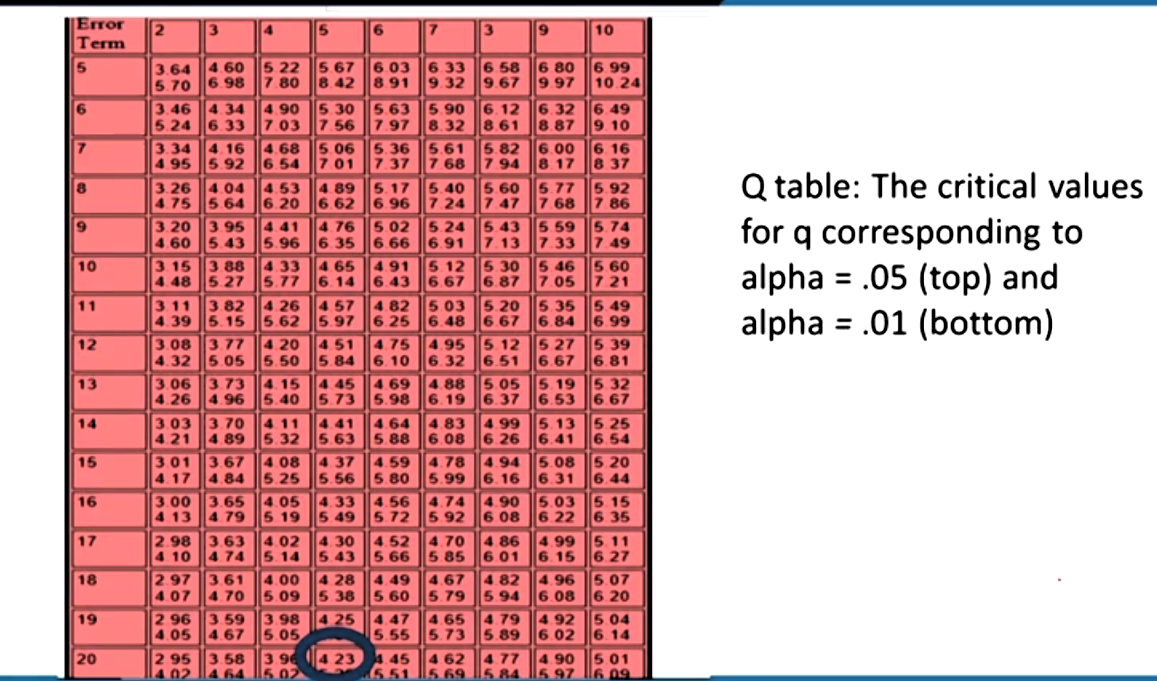 Error Term 2 3 4 5 6 7 3 9 10
5 3.64 4 60 5 22 5 67 6 03 6 33 6 58 6 80 6 99
5.70 6 98 7 80 8 42 8 91 9 32 9 67 9 97 10 24
6 3.46 4 34 4.90 5 30 5 63 5 90 6.12 6 32 6 49
5.24 6 33 7 03 7 56 7 97 8 32 8 61 8 87 9 10
7 3 34 4 16 4 68 5 06 5 36 5 61 5 82 6 00 6 16
4 95 5 92 6 54 7 01 7 37 7 68 7 94 8 17 8 37
8 3.26 4 04 4 53 4 89 5.17 5.40 5 60 5.77 5 92
4 75 5 64 6.20 6 62 6 96 7 24 7 47 7 68 7 86
9 3 20 3 95 4 41 4 76 5 02 5 24 5 43 5 59 5 74
4 60 5 43 5.96 6 35 6 66 6.91 7 13 7.33 7 49
10 3 15 3 88 4.33 4 65 4 91 5.12 5 30 5 46 5 60
4 48 5 27 5.77 6 14 6 43 6 67 6 87 7 05 7 21
11 3 11 3 82 4 26 4 57 4 82 5 03 5.20 5 35 5 49
4.39 5.15 5.62 5.97 6 25 6.48 6 67 6.84 6 99
12 3 08 3.77 4 20 4 51 4 75 4.95 5.12 5 27 5 39
4 32 5 05 5.50 5 84 6 10 6 32 6.51 6 67 6.81
13 3.06 3 73 4.15 4 45 4 69 4.88 5 05 5.19 5 32
4 26 4 96 5.40 5.73 5.98 6.19 6.37 6.53 6 67
14 3 03 3 70 4 11 4 41 4 64 4 83 4 99 5.13 5 25
4 21 4 89 5.32 5 63 5.88 6 08 6 26 6.41 6 54
15 3 01 3 67 4 08 4 37 4 59 4.78 4.94 5.08 5 20
4 17 4.84 5.25 5.56 5 80 5.99 6 16 6 31 6 44
16 3 00 3.65 4 05 4 33 4 56 4.74 4 90 5 03 5 15
4 13 4 79 5 19 5 49 5 72 5 92 6 08 6 22 6 35
17 2 98 3 63 4 02 4 30 4 52 4.70 4 86 4.99 5.11
4 10 4 74 5 14 5 43 5 66 5 85 6 01 6 15 6 27
18 2 97 3.61 4 00 4 28 4 49 4.67 4 82 4.96 5 07
4 07 4 70 5.09 5 38 5 60 5.79 5 94 6 08 6 20
19 2 96 3 59 3.98 4 25 4 47 4 65 4 79 4 92 5 04
4 05 4 67 5.05 5.55 5.73 5.89 6 02 6.14
20 2 95 3 58 4 23 4 62 4 77 4 90 5 01
4 02 4 64 5 02 5 51 5 69 5 84 5 97 6 09
Q table: The critical values
for q corresponding to
alpha = .05 (top) and
alpha = .01 (bottom)